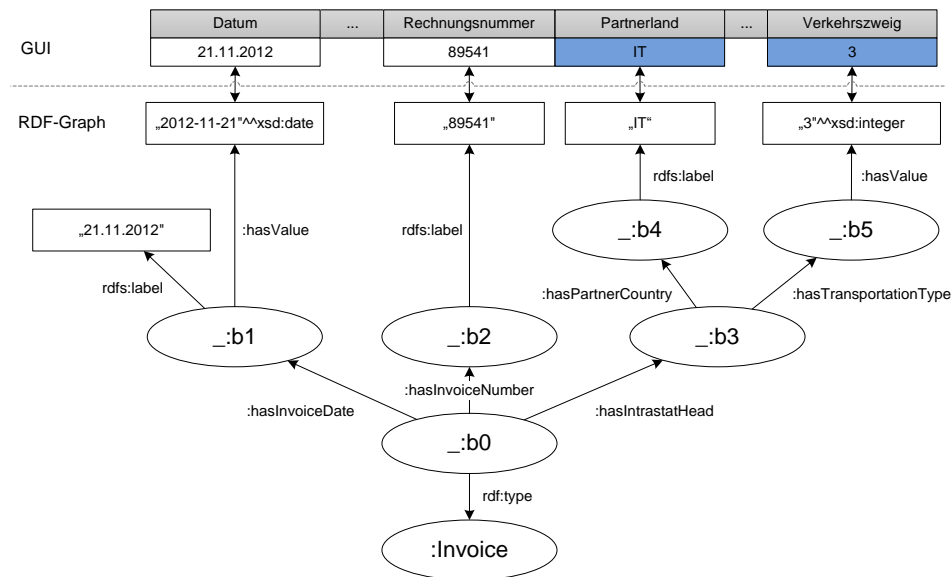 Datum ... Rechnungsnummer Partnerland ... Verkehrszweig
GUI 21.11.2012 89541 IT 3
RDF-Graph „2012-11-21"^^xsd:date „89541" „IT“ „3"^^xsd:integer
rdfs:label :hasValue
„21.11.2012" :hasValue rdfs:label _:b4 _:b5
rdfs:label :hasPartnerCountry :hasTransportationType
_:b1 _:b2 _:b3
:hasInvoiceNumber
:hasInvoiceDate :hasIntrastatHead
_:b0
rdf:type
:Invoice